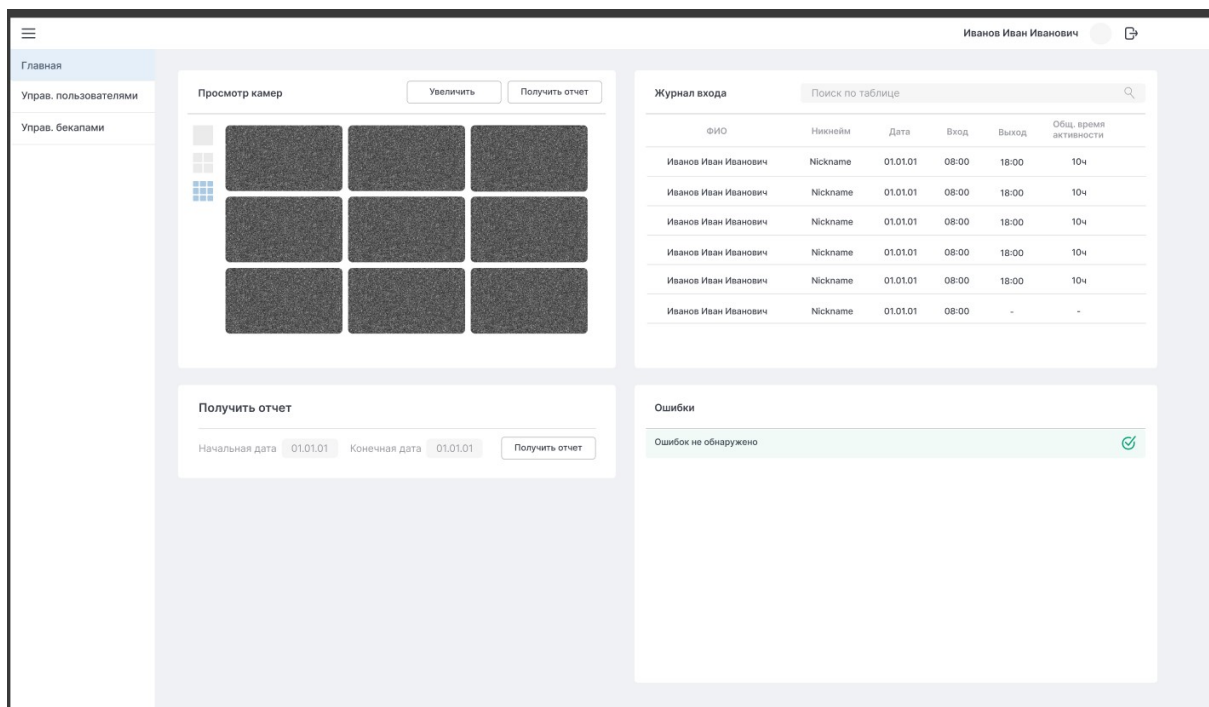 Иванов Иван Иванович
Главная
Управ. пользователями
Управ. бекапами
Просмотр камер
Увеличить
Получить отчет
Журнал входа
Поиск по таблице
ФИО Никнейм Дата Вход Выход Общ. время активности
Иванов Иван Иванович Nickname 01.01.01 08:00 18:00 10ч
Иванов Иван Иванович Nickname 01.01.01 08:00 18:00 10ч
Иванов Иван Иванович Nickname 01.01.01 08:00 18:00 10ч
Иванов Иван Иванович Nickname 01.01.01 08:00 18:00 10ч
Иванов Иван Иванович Nickname 01.01.01 08:00 18:00 10ч
Иванов Иван Иванович Nickname 01.01.01 08:00 - -
Получить отчет
Начальная дата 01.01.01 Конечная дата 01.01.01 Получить отчет
Ошибки
Ошибок не обнаружено